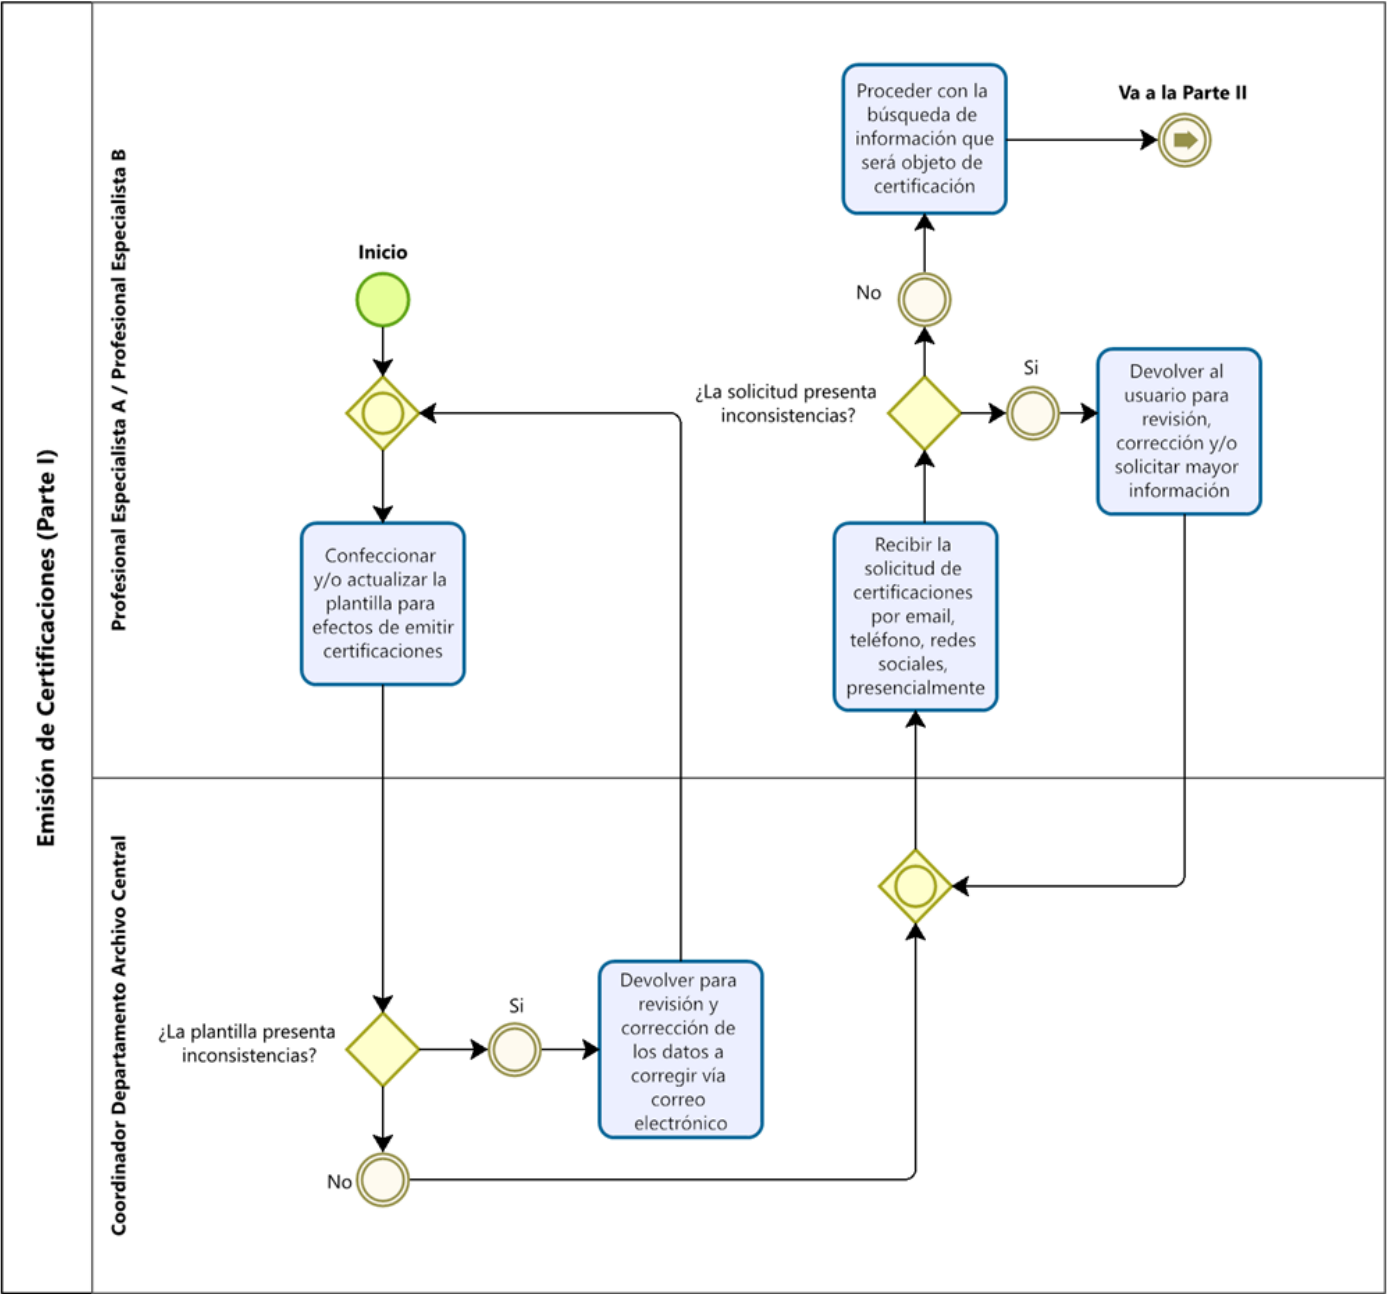 Emisión de Certificaciones (Parte I)
Profesional Especialista A / Profesional Especialista B
Inicio
Confeccionar
y/o actualizar la
plantilla para
efectos de emitir
certificaciones
Proceder con la
búsqueda de
información que
será objeto de
certificación
Va a la Parte II
No
¿La solicitud presenta
inconsistencias?
Si
Devolver al
usuario para
revisión,
corrección y/o
solicitar mayor
información
Recibir la
solicitud de
certificaciones
por email,
teléfono, redes
sociales,
presencialmente
Coordinador Departamento Archivo Central
¿La plantilla presenta
inconsistencias?
Si
Devolver para
revisión y
corrección de
los datos a
corregir vía
correo
electrónico
No